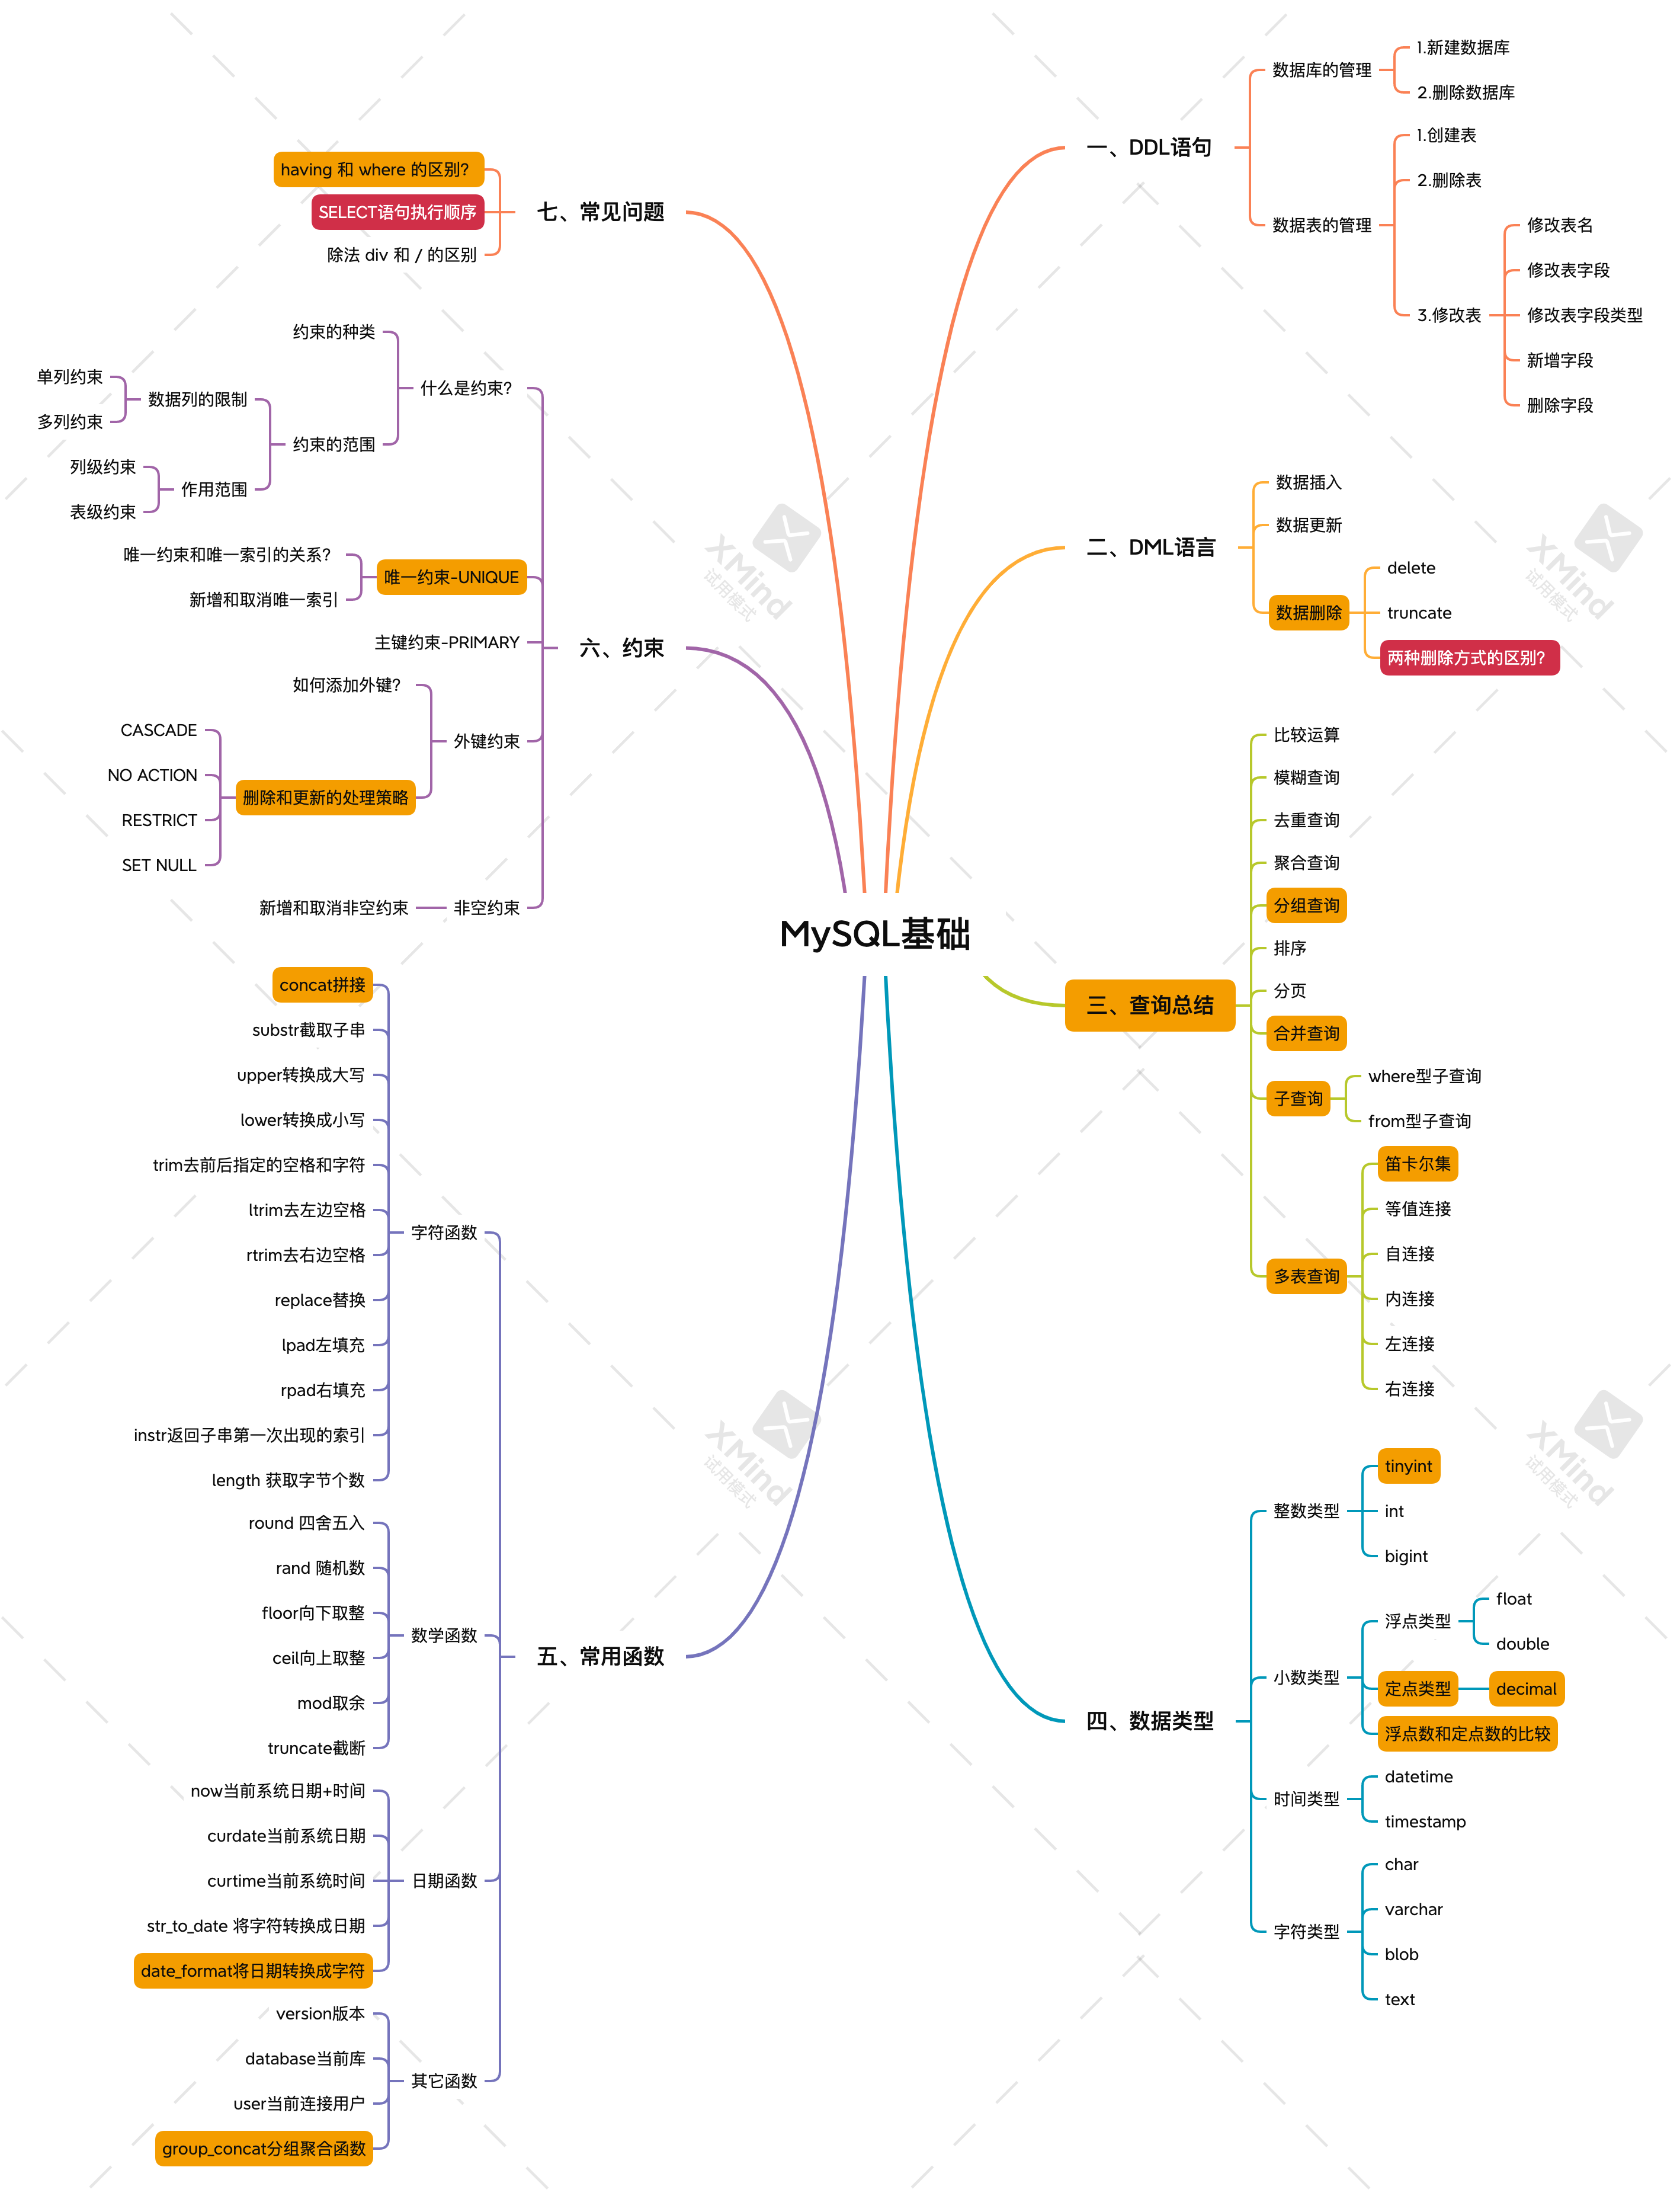 MySQL基础
一、DDL语句
数据库的管理
1.新建数据库
2.删除数据库
数据表的管理
1.创建表
2.删除表
3.修改表
修改表名
修改表字段
修改表字段类型
新增字段
删除字段
二、DML语言
数据插入
数据更新
数据删除
delete
truncate
两种删除方式的区别?
三、查询总结
比较运算
模糊查询
去重查询
聚合查询
分组查询
排序
分页
合并查询
子查询
where型子查询
from型子查询
多表查询
笛卡尔集
等值连接
自连接
内连接
左连接
右连接
四、数据类型
整数类型
tinyint
int
bigint
小数类型
浮点类型
float
double
定点类型
decimal
浮点数和定点数的比较
时间类型
datetime
timestamp
字符类型
char
varchar
blob
text
五、常用函数
字符函数
concat拼接
substr截取子串
upper转换成大写
lower转换成小写
trim去前后指定的空格和字符
ltrim去左边空格
rtrim去右边空格
replace替换
lpad左填充
rpad右填充
instr返回子串第一次出现的索引
length 获取字节个数
数学函数
round 四舍五入
rand 随机数
floor向下取整
ceil向上取整
mod取余
truncate截断
日期函数
now当前系统日期+时间
curdate当前系统日期
curtime当前系统时间
str_to_date 将字符转换成日期
date_format将日期转换成字符
其它函数
version版本
database当前库
user当前连接用户
group_concat分组聚合函数
六、约束
什么是约束?
约束的种类
约束的范围
数据列的限制
单列约束
多列约束
作用范围
列级约束
表级约束
唯一约束-UNIQUE
唯一约束和唯一索引的关系?
新增和取消唯一索引
主键约束-PRIMARY
外键约束
如何添加外键?
删除和更新的处理策略
CASCADE
NO ACTION
RESTRICT
SET NULL
非空约束
新增和取消非空约束
七、常见问题
having 和 where 的区别?
SELECT语句执行顺序
除法 div 和 / 的区别
XMind
试用模式
XMind
试用模式
XMind
试用模式
XMind
试用模式